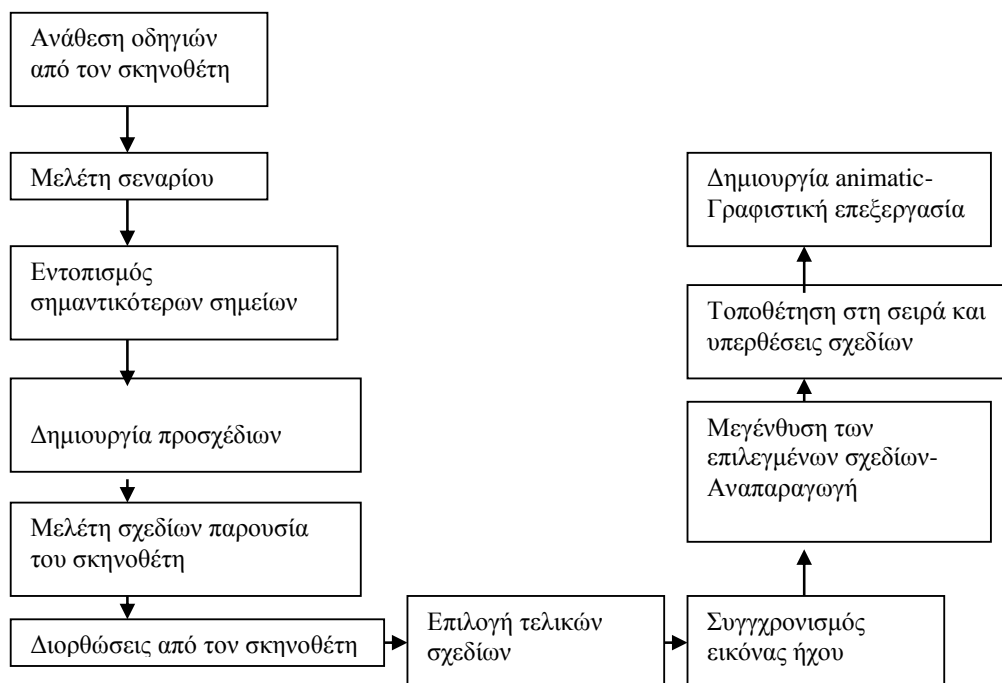 Ανάθεση οδηγιών
από τον σκηνοθέτη
Μελέτη σεναρίου
Εντοπισμός
σημαντικότερων σημείων
Δημιουργία προσχέδιων
Μελέτη σχεδίων παρουσία
του σκηνοθέτη
Διορθώσεις από τον σκηνοθέτη
Επιλογή τελικών
σχεδίων
Συγγχρονισμός
εικόνας ήχου
Μεγένθυση των
επιλεγμένων σχεδίων-
Αναπαραγωγή
Τοποθέτηση στη σειρά και
υπερθέσεις σχεδίων
Δημιουργία animatic-
Γραφιστική επεξεργασία